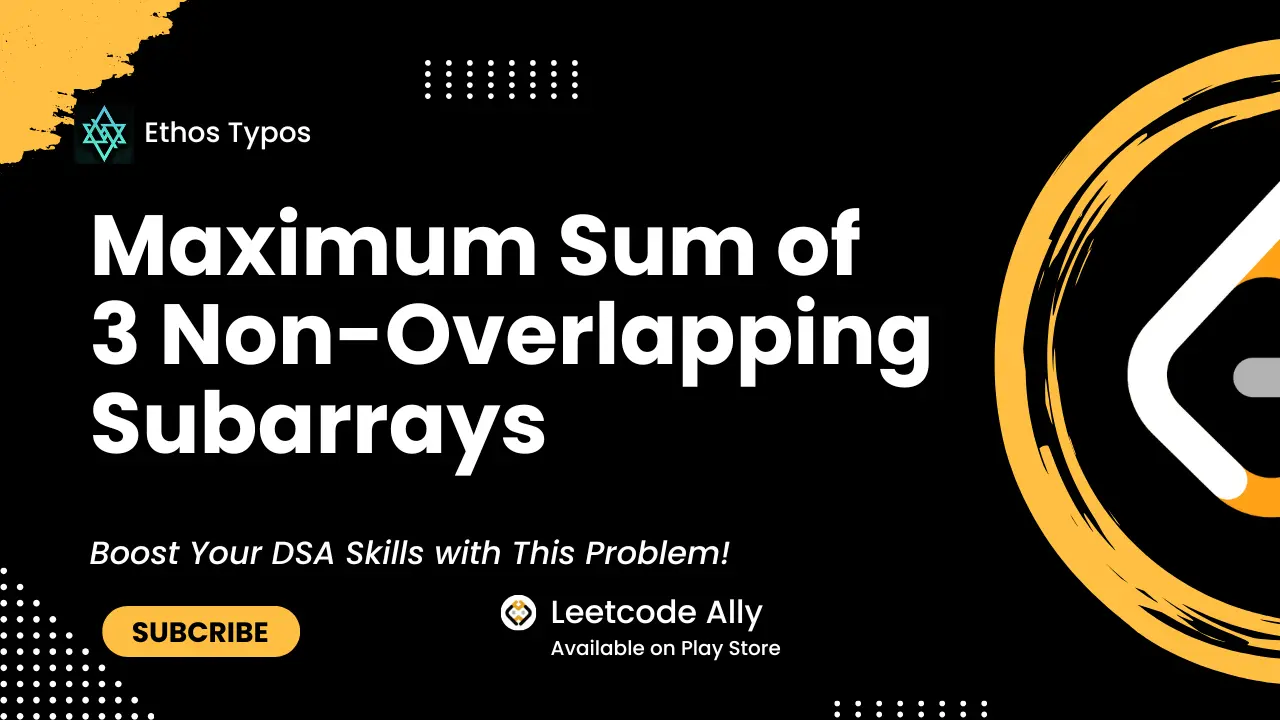 Ethos Typos
Maximum Sum of
3 Non-Overlapping
Subarrays
Boost Your DSA Skills with This Problem!
SUBCRIBE
Leetcode Ally
Available on Play Store